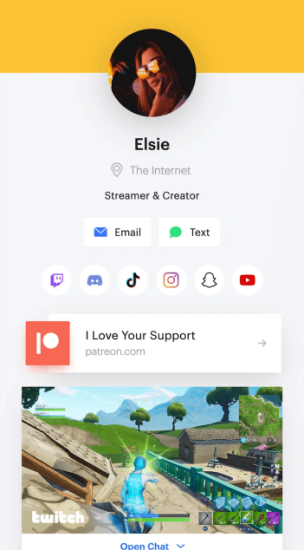 Elsie
The Internet
Streamer & Creator
Email
Text
I Love Your Support
patreon.com
twitch
Open Chat